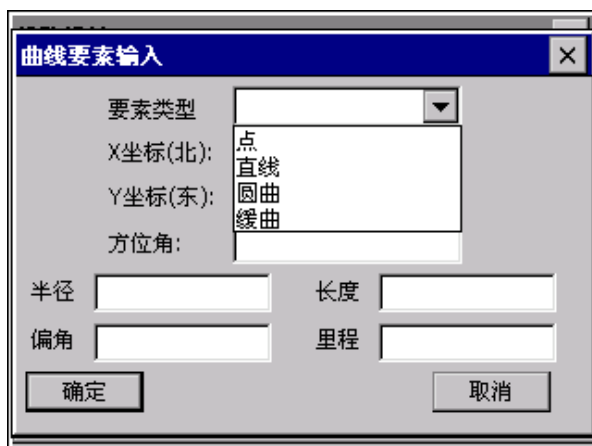 曲线要素输入
要素类型
点
X坐标(北):
直线
Y坐标(东):
圆曲
缓曲
方位角:
半径 长度
偏角 里程
确定 取消